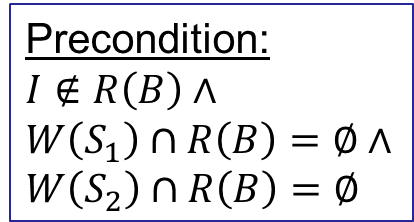 Precondition:
𝐼 ∉ 𝑅(𝐵) ∧
𝑊(𝑆₁) ∩ 𝑅(𝐵) = ∅ ∧
𝑊(𝑆₂) ∩ 𝑅(𝐵) = ∅